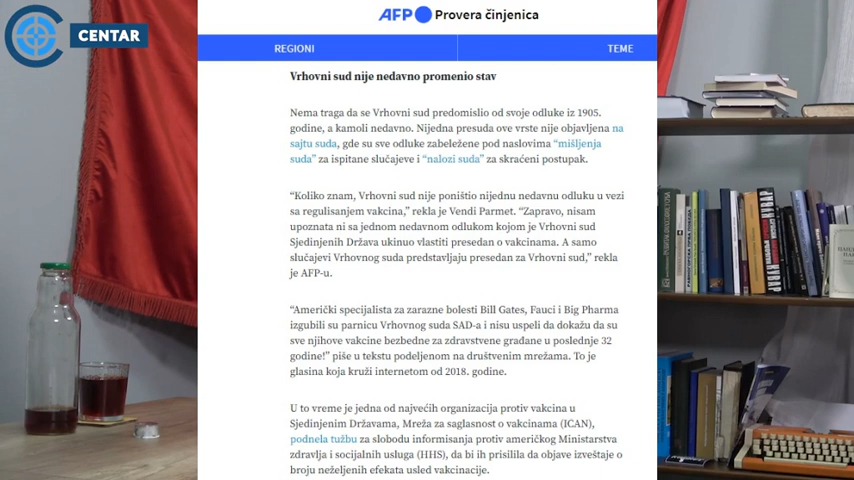 CENTAR
AFP Provera činjenica
REGIONI
TEME
Vrhovni sud nije nedavno promenio stav
Nema traga da se Vrhovni sud predomislio od svoje odluke iz 1905.
godine, a kamoli nedavno. Nijedna presuda ove vrste nije objavljena na
sajtu suda, gde su sve odluke zabeležene pod naslovima “mišljenja
suda” za ispitane slučajeve i “nalozi suda” za skraćeni postupak.
“Koliko znam, Vrhovni sud nije poništio nijednu nedavnu odluku u vezi
sa regulisanjem vakcina,” rekla je Vendi Parmet. “Zapravo, nisam
upoznata ni sa jednom nedavnom odlukom kojom je Vrhovni sud
Sjedinjenih Država ukinuo vlastiti presedan o vakcinama. A samo
slučajevi Vrhovnog suda predstavljaju presedan za Vrhovni sud,” rekla
je AFP-u.
“Američki specijalista za zarazne bolesti Bill Gates, Fauci i Big Pharma
izgubili su parnicu Vrhovnog suda SAD-a i nisu uspeli da dokažu da su
sve njihove vakcine bezbedne za zdravstvene građane u poslednje 32
godine!” piše u tekstu podeljenom na društvenim mrežama. To je
glasina koja kruži internetom od 2018. godine.
U to vreme je jedna od najvećih organizacija protiv vakcina u
Sjedinjenim Državama, Mreža za saglasnost o vakcinama (ICAN),
podnela tužbu za slobodu informisanja protiv američkog Ministarstva
zdravlja i socijalnih usluga (HHS), da bi ih prisilila da objave izveštaje o
broju neželjenih efekata usled vakcinacije.